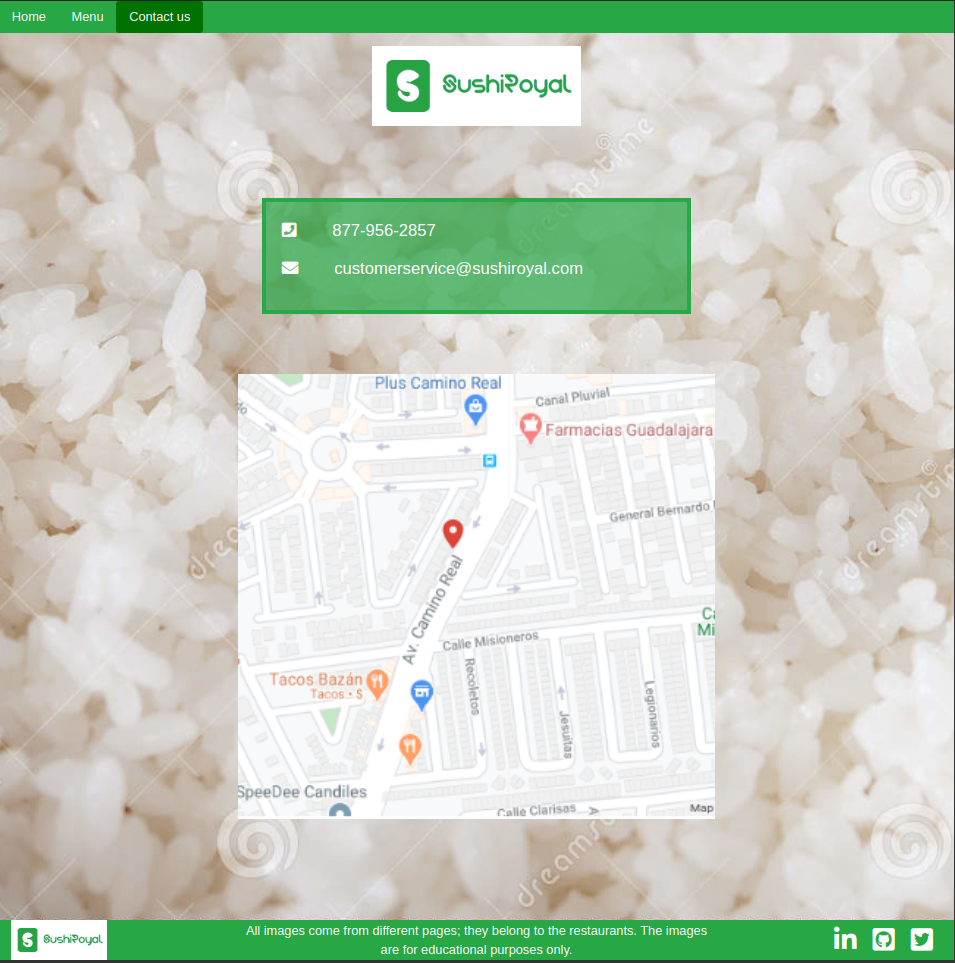 Home Menu Contact us
S SushiRoyal
dreamstime
877-956-2857
customerservice@sushiroyal.com
Plus Camino Real
Canal Pluvial
Farmacias Guadalajara
General Bernardo
Av. Camino Real
Calle Misioneros
Tacos Bazán
Tacos • $
Recoletos
Jesuitas
Legionarios
SpeeDee Candiles
Calle Clarisas
A
Map
S SushiRoyal
All images come from different pages; they belong to the restaurants. The images
are for educational purposes only.
in